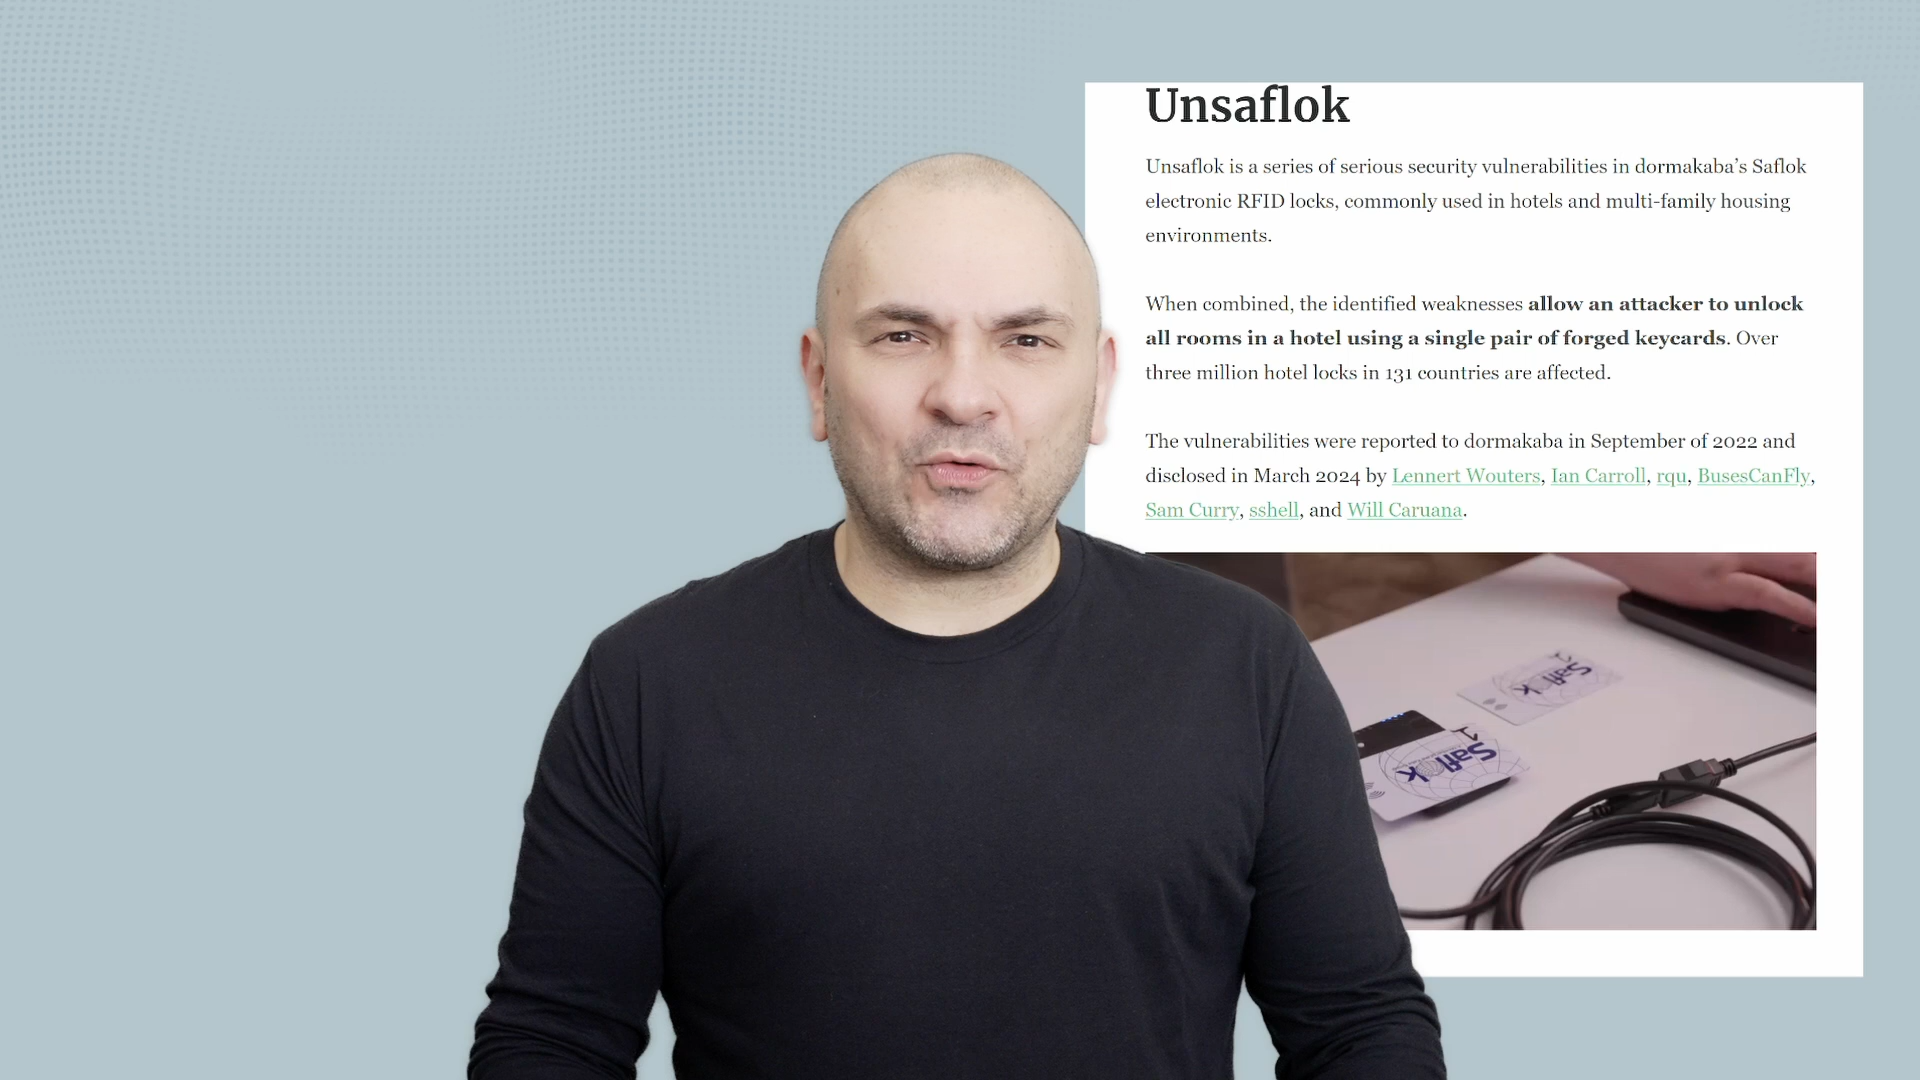 Unsaflok
Unsaflok is a series of serious security vulnerabilities in dormakaba’s Saflok
electronic RFID locks, commonly used in hotels and multi-family housing
environments.
When combined, the identified weaknesses allow an attacker to unlock
all rooms in a hotel using a single pair of forged keycards. Over
three million hotel locks in 131 countries are affected.
The vulnerabilities were reported to dormakaba in September of 2022 and
disclosed in March 2024 by Lennert Wouters, Ian Carroll, rqu, BusesCanFly,
Sam Curry, sshell, and Will Caruana.
2
Saflok
1
Saflok